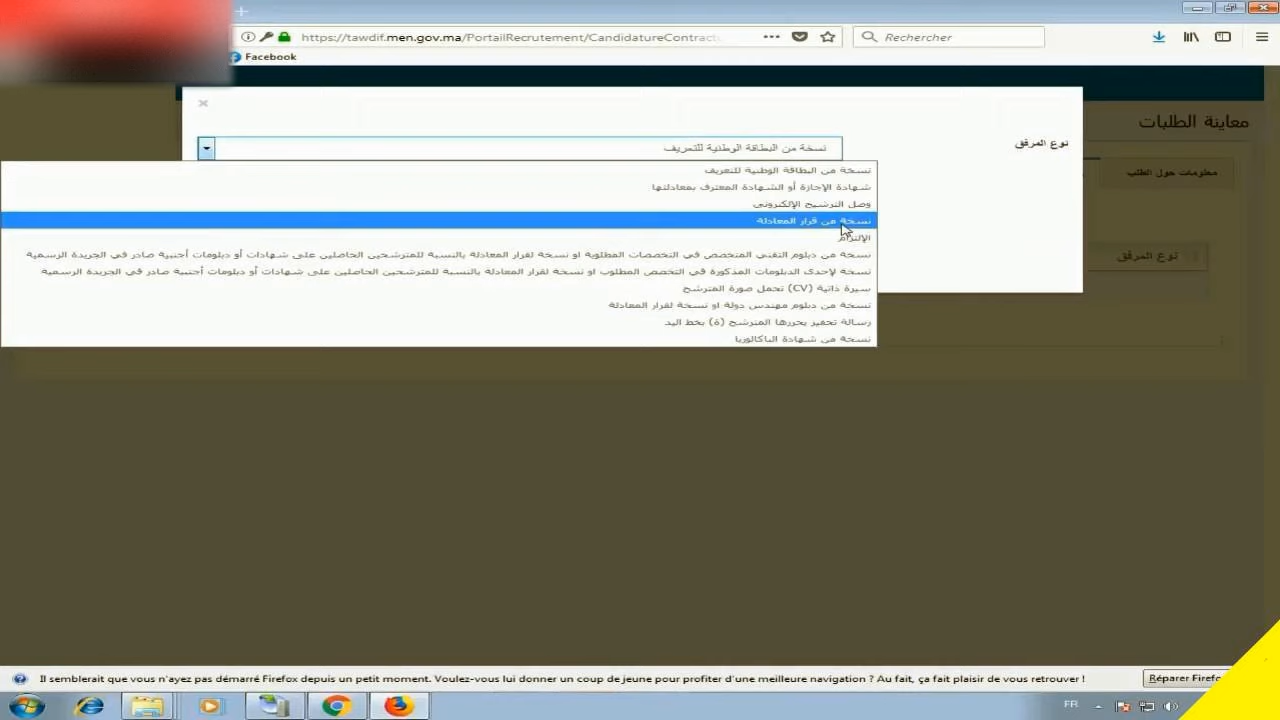 https://tawdif.men.gov.ma/PortailRecrutement/CandidatureContract
Rechercher
Facebook
معاينة الطلبات
نوع المرفق
نسخة من البطاقة الوطنية للتعريف
معلومات حول الطلب
نسخة من البطاقة الوطنية للتعريف
شهادة الإجازة أو الشهادة المعترف بمعادلتها
وصل الترشيح الإلكتروني
نسخة من قرار المعادلة
الإلتزام
نوع المرفق
نسخة من دبلوم التقني المتخصص في التخصصات المطلوبة او نسخة لقرار المعادلة بالنسبة للمترشحين الحاصلين على شهادات أو دبلومات أجنبية صادر في الجريدة الرسمية
نسخة لإحدى الدبلومات المذكورة في التخصص المطلوب او نسخة لقرار المعادلة بالنسبة للمترشحين الحاصلين على شهادات أو دبلومات أجنبية صادر في الجريدة الرسمية
سيرة ذاتية (CV) تحمل صورة المترشح
نسخة من دبلوم مهندس دولة او نسخة لقرار المعادلة
رسالة تحفيز يحررها المترشح (ة) بخط اليد
نسخة من شهادة الباكالوريا
Il semblerait que vous n'ayez pas démarré Firefox depuis un petit moment. Voulez-vous lui donner un coup de jeune pour profiter d'une meilleure navigation ? Au fait, ça fait plaisir de vous retrouver !
Réparer Firefo
FR